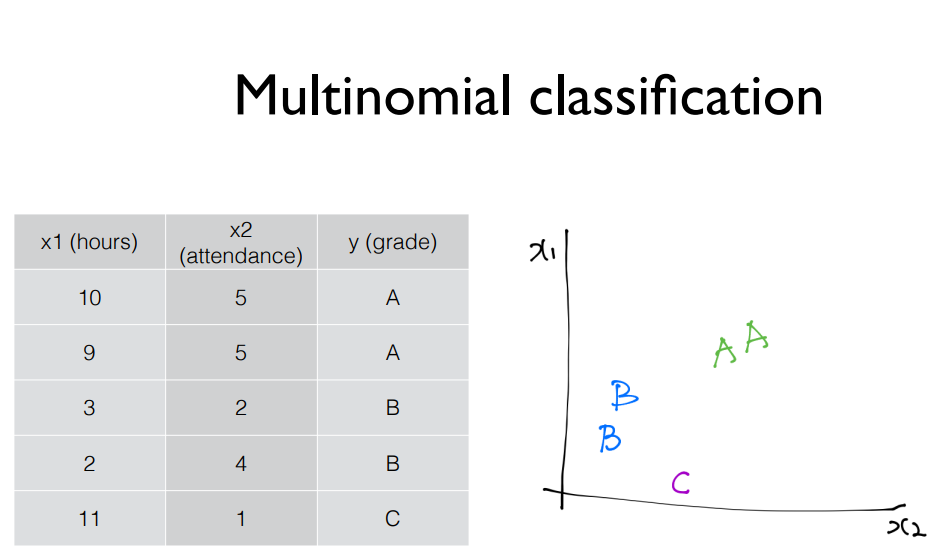 Multinomial classification
x1 (hours) x2 (attendance) y (grade)
10 5 A
9 5 A
3 2 B
2 4 B
11 1 C
x1
A A
B
B
C
x2